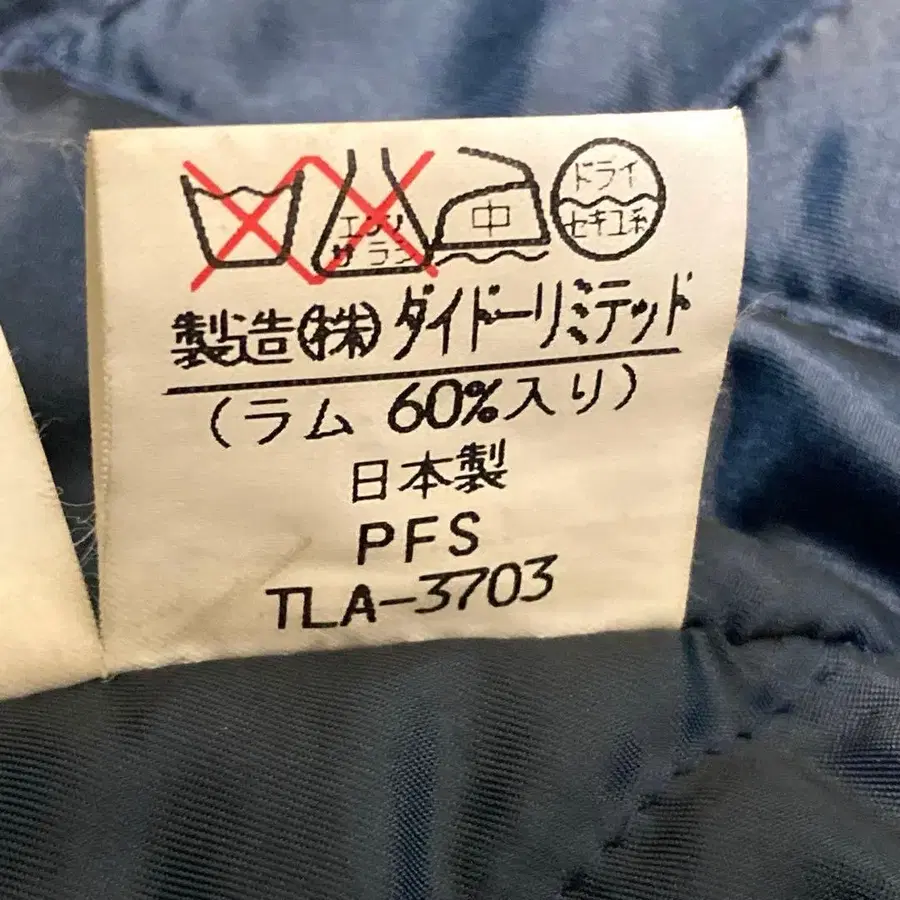 エンソ
サラシ
中
ドライ
セキユ系
製造㈱ダイドーリミテッド
(ラム 60%入り)
日本製
PFS
TLA-3703